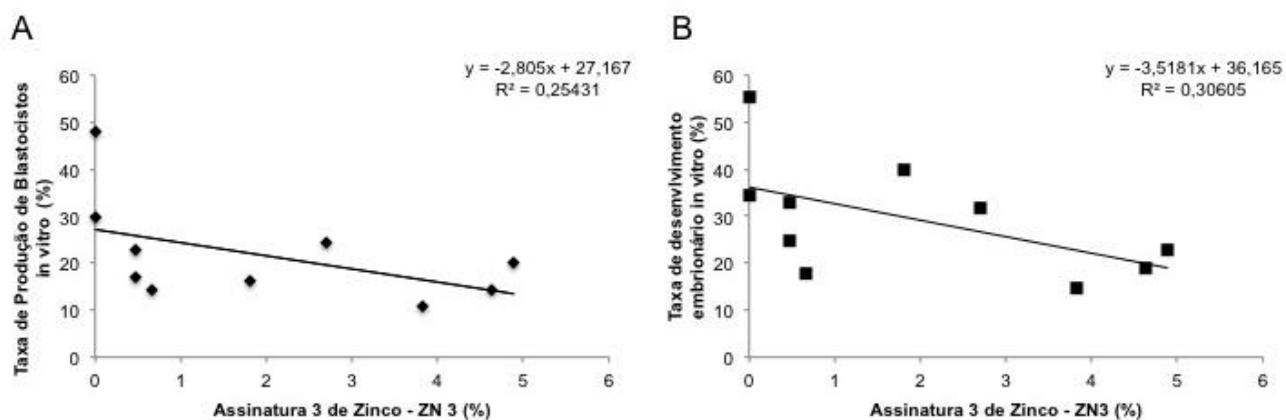 A
Taxa de Produção de Blastocistos
in vitro (%)
y = -2,805x + 27,167
R² = 0,25431
60
50
40
30
20
10
0
0 1 2 3 4 5 6
Assinatura 3 de Zinco - ZN 3 (%)
B
Taxa de desenvivimento
embrionário in vitro (%)
y = -3,5181x + 36,165
R² = 0,30605
60
50
40
30
20
10
0
0 1 2 3 4 5 6
Assinatura 3 de Zinco - ZN3 (%)